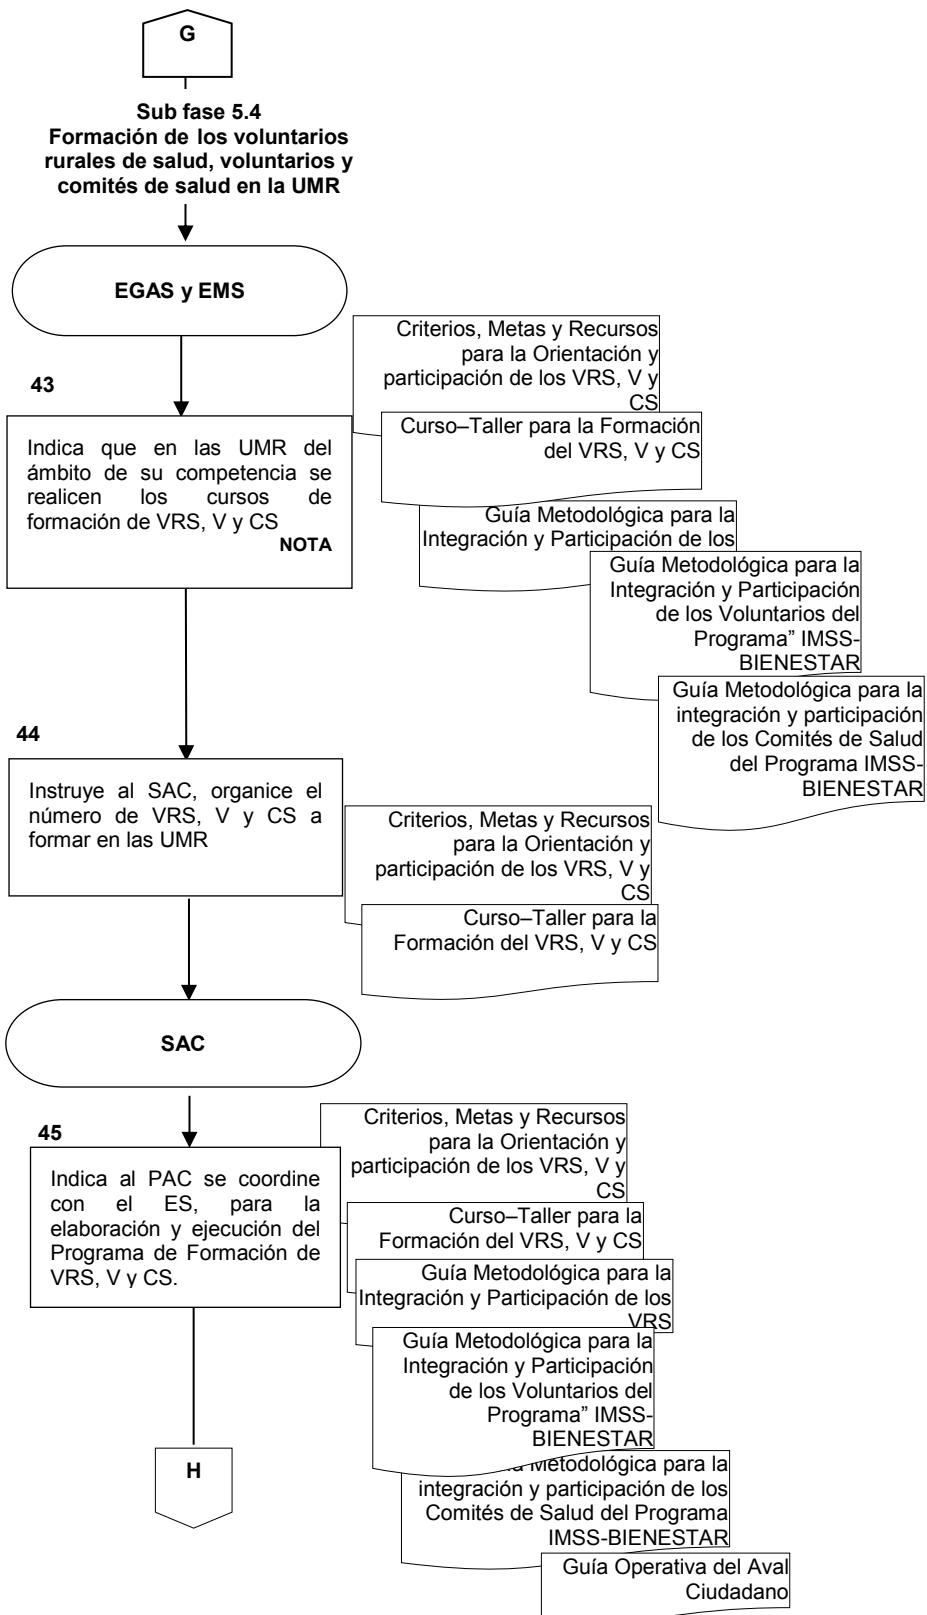 G
Sub fase 5.4
Formación de los voluntarios
rurales de salud, voluntarios y
comités de salud en la UMR
EGAS y EMS
43
Indica que en las UMR del
ámbito de su competencia se
realicen los cursos de
formación de VRS, V y CS
NOTA
Criterios, Metas y Recursos
para la Orientación y
participación de los VRS, V y
CS
Curso–Taller para la Formación
del VRS, V y CS
Guía Metodológica para la
Integración y Participación de los
Guía Metodológica para la
Integración y Participación
de los Voluntarios del
Programa” IMSS-
BIENESTAR
Guía Metodológica para la
integración y participación
de los Comités de Salud
del Programa IMSS-
BIENESTAR
44
Instruye al SAC, organice el
número de VRS, V y CS a
formar en las UMR
Criterios, Metas y Recursos
para la Orientación y
participación de los VRS, V y
CS
Curso–Taller para la
Formación del VRS, V y CS
SAC
45
Indica al PAC se coordine
con el ES, para la
elaboración y ejecución del
Programa de Formación de
VRS, V y CS.
Criterios, Metas y Recursos
para la Orientación y
participación de los VRS, V y
CS
Curso–Taller para la
Formación del VRS, V y CS
Guía Metodológica para la
Integración y Participación de los
VRS
Guía Metodológica para la
Integración y Participación
de los Voluntarios del
Programa” IMSS-
BIENESTAR
Metodológica para la
integración y participación de los
Comités de Salud del Programa
IMSS-BIENESTAR
Guía Operativa del Aval
Ciudadano
H